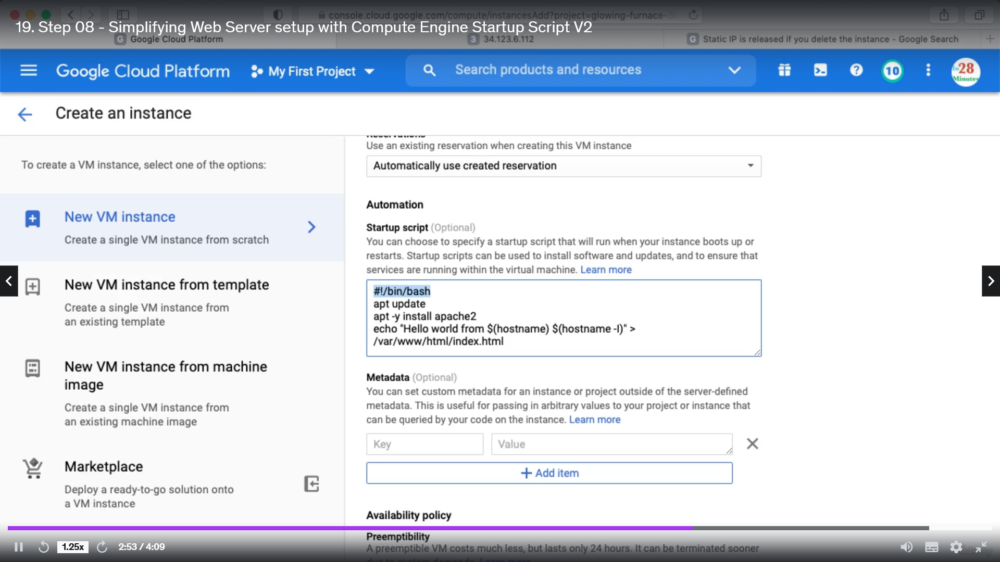 console.cloud.google.com/compute/instancesAdd?project=glowing-furnace-3
19. Step 08 - Simplifying Web Server setup with Compute Engine Startup Script V2
G Google Cloud Platform
3 34.123.6.112
G Static IP is released if you delete the instance - Google Search
Google Cloud Platform
My First Project
Search products and resources
10
in28
Minutes
Create an instance
To create a VM instance, select one of the options:
New VM instance
Create a single VM instance from scratch
New VM instance from template
Create a single VM instance from
an existing template
New VM instance from machine
image
Create a single VM instance from
an existing machine image
Marketplace
Deploy a ready-to-go solution onto
a VM instance
Reservations
Use an existing reservation when creating this VM instance
Automatically use created reservation
Automation
Startup script (Optional)
You can choose to specify a startup script that will run when your instance boots up or
restarts. Startup scripts can be used to install software and updates, and to ensure that
services are running within the virtual machine. Learn more
#!/bin/bash
apt update
apt -y install apache2
echo "Hello world from $(hostname) $(hostname -I)" >
/var/www/html/index.html
Metadata (Optional)
You can set custom metadata for an instance or project outside of the server-defined
metadata. This is useful for passing in arbitrary values to your project or instance that
can be queried by your code on the instance. Learn more
Key
Value
+ Add item
Availability policy
Preemptibility
A preemptible VM costs much less, but lasts only 24 hours. It can be terminated sooner
due to system demands. Learn more
1.25x
2:53 / 4:09